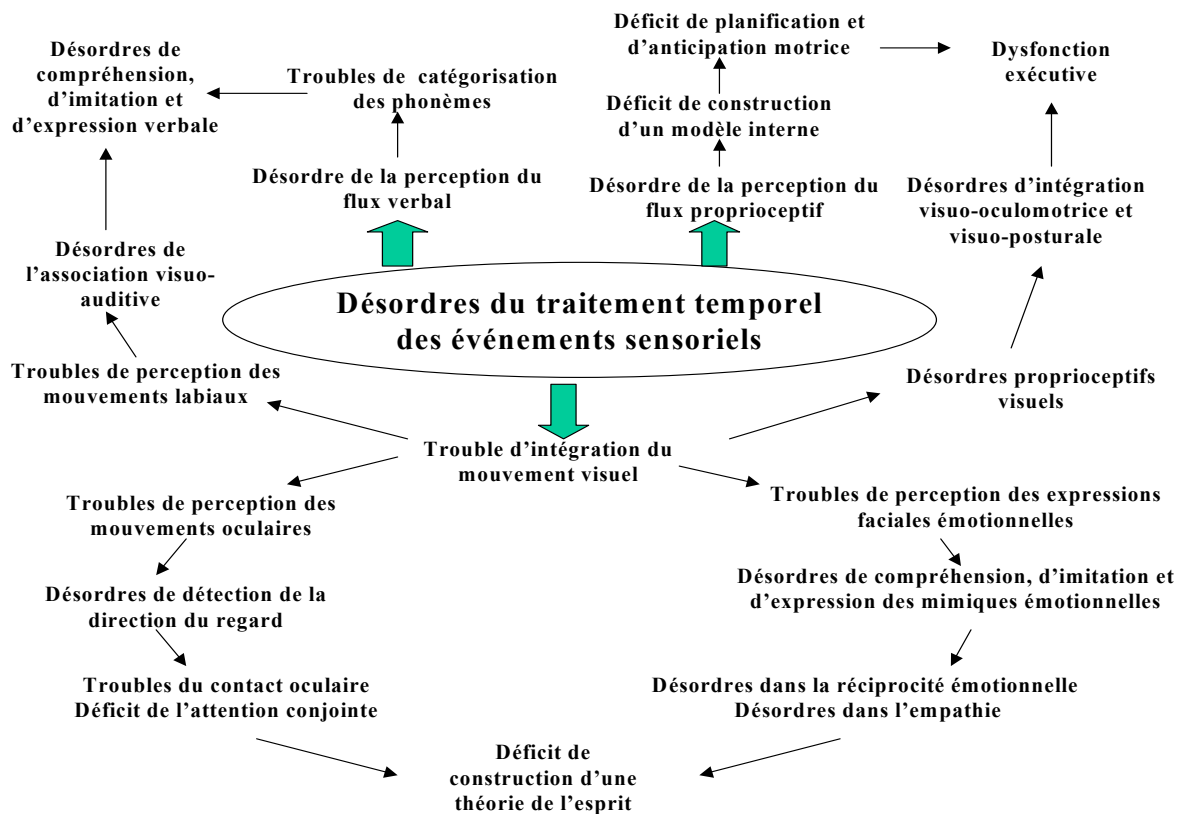 Déficit de planification et
d'anticipation motrice
Désordres de
compréhension,
d'imitation et
d'expression verbale
Troubles de catégorisation
des phonèmes
Dysfonction
exécutive
Déficit de construction
d'un modèle interne
Désordre de la perception du
flux verbal
Désordre de la perception du
flux proprioceptif
Désordres d'intégration
visuo-oculomotrice et
visuo-posturale
Désordres de
l'association visuo-
auditive
Désordres du traitement temporel
des événements sensoriels
Troubles de perception des
mouvements labiaux
Désordres proprioceptifs
visuels
Trouble d'intégration du
mouvement visuel
Troubles de perception des
mouvements oculaires
Troubles de perception des expressions
faciales émotionnelles
Désordres de détection de la
direction du regard
Désordres de compréhension, d'imitation et
d'expression des mimiques émotionnelles
Troubles du contact oculaire
Déficit de l'attention conjointe
Désordres dans la réciprocité émotionnelle
Désordres dans l'empathie
Déficit de
construction d'une
théorie de l'esprit